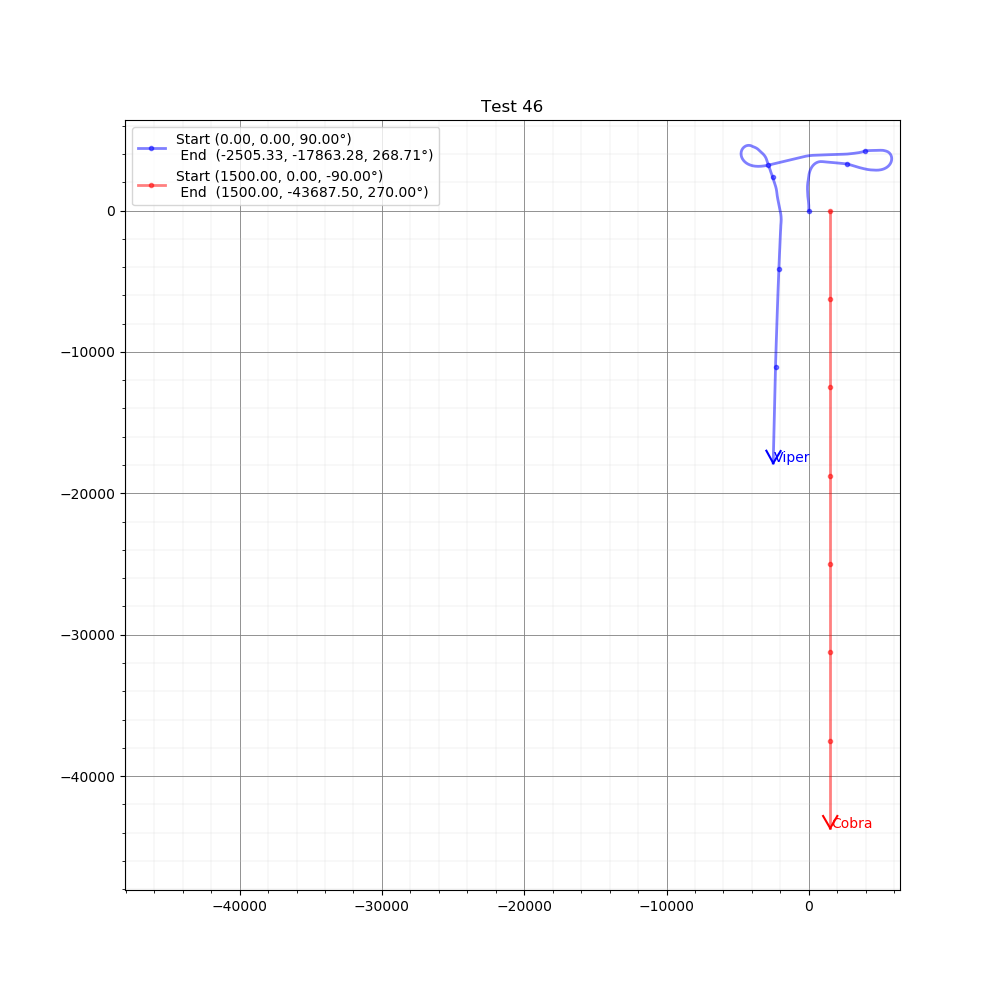 Test 46
Start (0.00, 0.00, 90.00°)
End  (-2505.33, -17863.28, 268.71°)
Start (1500.00, 0.00, -90.00°)
End  (1500.00, -43687.50, 270.00°)
0
−10000
−20000
−30000
−40000
Viper
Cobra
−40000
−30000
−20000
−10000
0